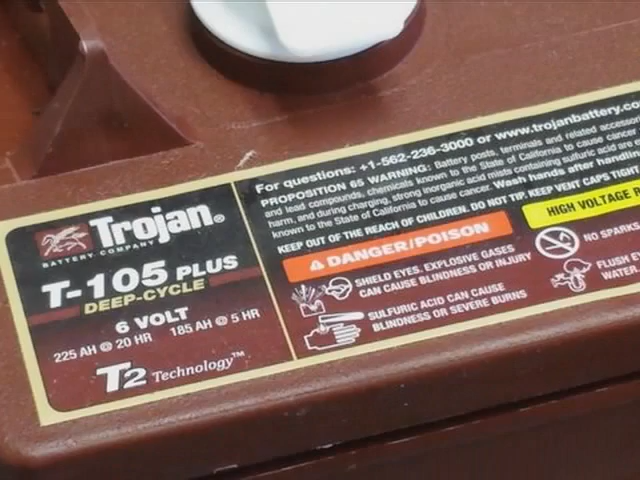 Trojan®
BATTERY COMPANY
T-105 PLUS
DEEP-CYCLE
6 VOLT
225 AH @ 20 HR 185 AH @ 5 HR
T2 Technology™
For questions: +1-562-236-3000 or www.trojanbattery.co
PROPOSITION 65 WARNING: Battery posts, terminals and related accesso
and lead compounds, chemicals known to the State of California to cause cancer
harm, and during charging, strong inorganic acid mists containing sulfuric acid are
known to the State of California to cause cancer. Wash hands after handling
KEEP OUT OF THE REACH OF CHILDREN. DO NOT TIP. KEEP VENT CAPS TIGHT
DANGER/POISON
HIGH VOLTAGE
SHIELD EYES. EXPLOSIVE GASES
CAN CAUSE BLINDNESS OR INJURY
SULFURIC ACID CAN CAUSE
BLINDNESS OR SEVERE BURNS
NO SPARKS
FLUSH EY
WATER